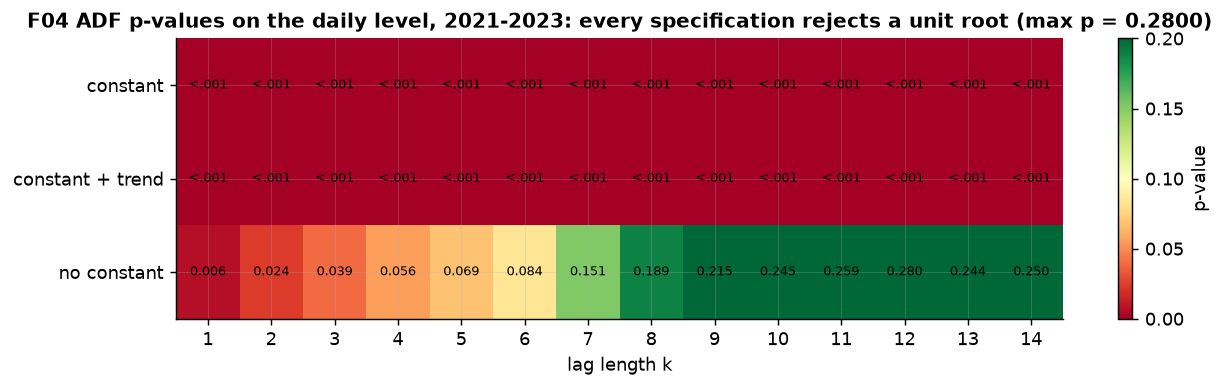 F04 ADF p-values on the daily level, 2021-2023: every specification rejects a unit root (max p = 0.2800)
constant
<.001 <.001 <.001 <.001 <.001 <.001 <.001 <.001 <.001 <.001 <.001 <.001 <.001 <.001
constant + trend
<.001 <.001 <.001 <.001 <.001 <.001 <.001 <.001 <.001 <.001 <.001 <.001 <.001 <.001
no constant
0.006 0.024 0.039 0.056 0.069 0.084 0.151 0.189 0.215 0.245 0.259 0.280 0.244 0.250
1 2 3 4 5 6 7 8 9 10 11 12 13 14
lag length k
0.20
0.15
0.10
0.05
0.00
p-value